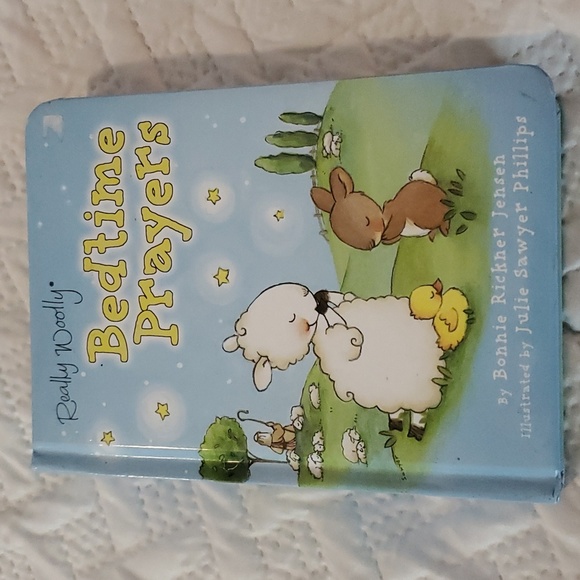 Really Woolly®
Bedtime
Prayers
By Bonnie Rickner Jensen
illustrated by Julie Sawyer Phillips